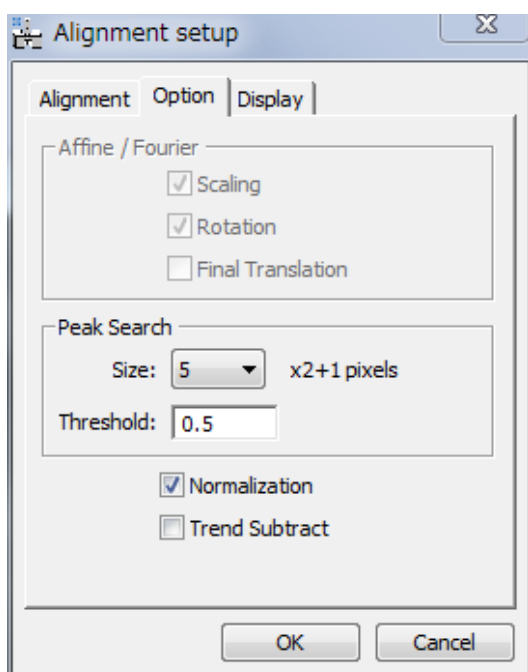 Alignment setup
Alignment Option Display
Affine / Fourier
Scaling
Rotation
Final Translation
Peak Search
Size: 5 x2+1 pixels
Threshold: 0.5
Normalization
Trend Subtract
OK Cancel